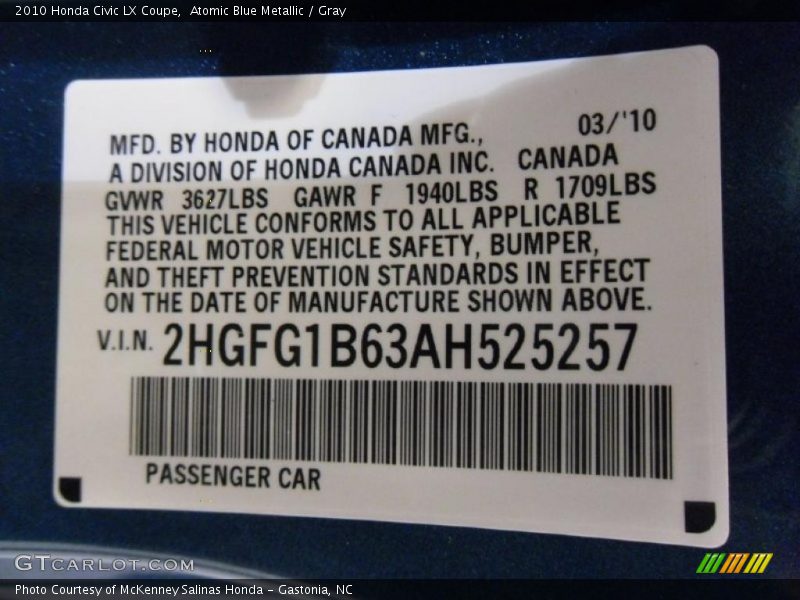 2010 Honda Civic LX Coupe,  Atomic Blue Metallic / Gray
03/'10
MFD. BY HONDA OF CANADA MFG.,
A DIVISION OF HONDA CANADA INC.  CANADA
GVWR  3627LBS  GAWR  F  1940LBS  R  1709LBS
THIS VEHICLE CONFORMS TO ALL APPLICABLE
FEDERAL MOTOR VEHICLE SAFETY, BUMPER,
AND THEFT PREVENTION STANDARDS IN EFFECT
ON THE DATE OF MANUFACTURE SHOWN ABOVE.
V.I.N. 2HGFG1B63AH525257
PASSENGER CAR
GTCARLOT.COM
Photo Courtesy of McKenney Salinas Honda - Gastonia, NC